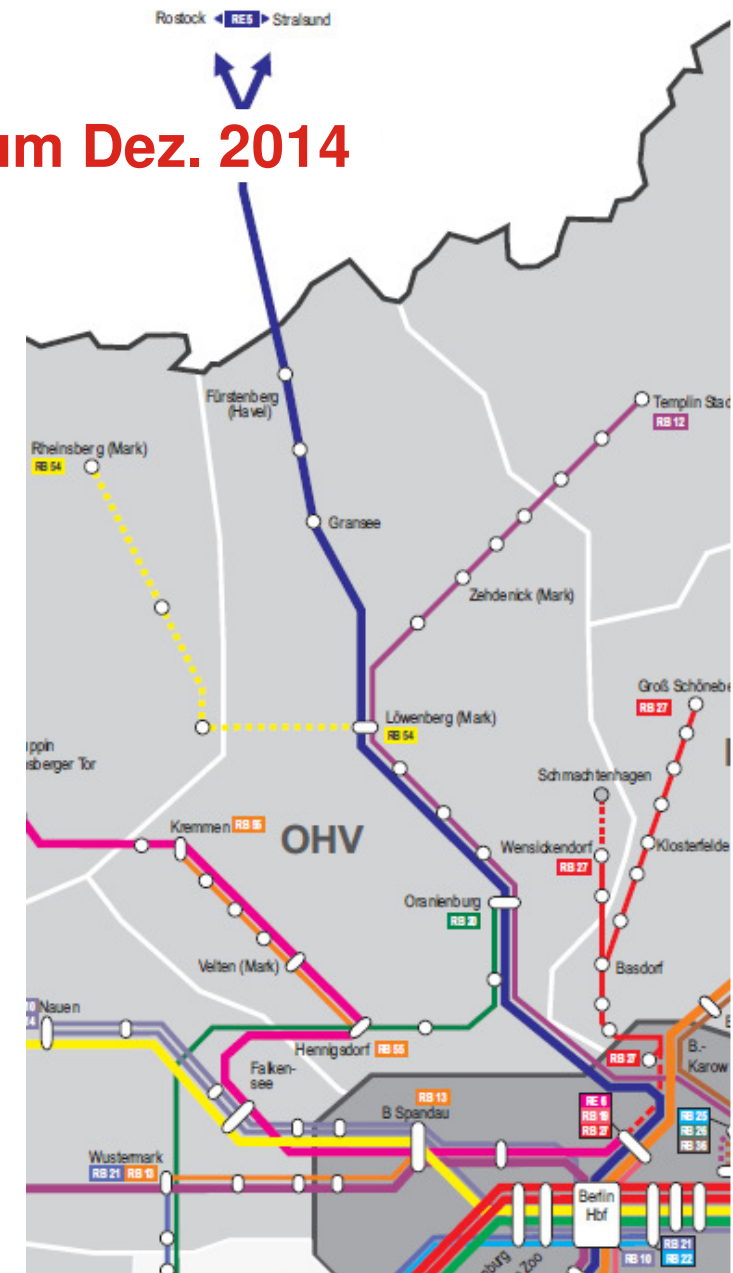 Rostock RE5 Stralsund
um Dez. 2014
Fürstenberg
(Havel)
Templin Stad
RB 12
Rheinsberg (Mark)
RB 54
Gransee
Zehdenick (Mark)
Groß Schönebe
RB 27
Löwenberg (Mark)
RB 54
uppin
sberger Tor
Schmachtenhagen
Kremmen RB 55
OHV
Wensickendorf
RB 27
Klosterfelde
Oranienburg
RB 20
Velten (Mark)
Basdorf
Nauen
Hennigsdorf RB 55
RB 27
B.-
Karow
Falken-
see
RB 13
B Spandau
RE 6
RB 19
RB 27
RB 25
RB 26
RB 36
Wustermark
RB 21 RB 13
Berlin
Hbf
Zoo
RB 10
RB 21
RB 22